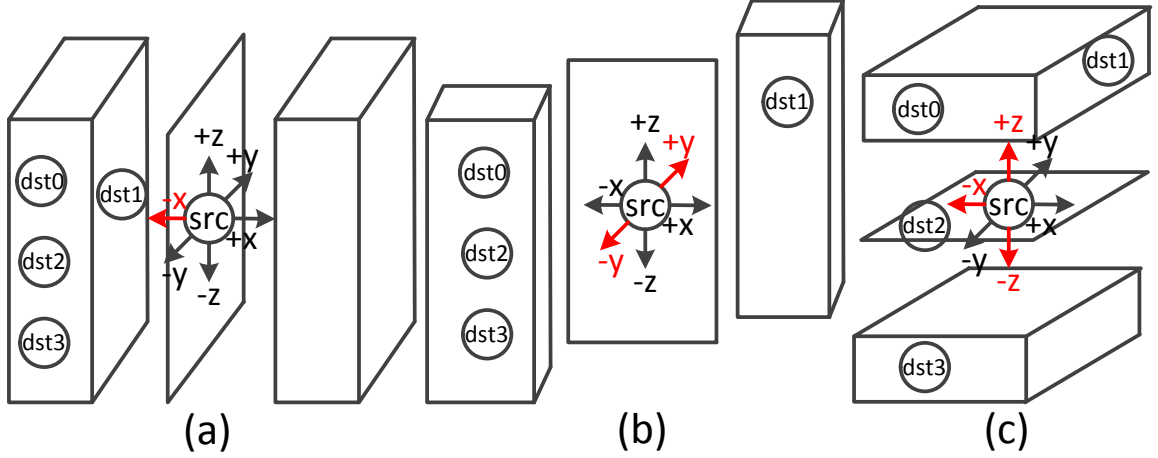 dst0
dst1
dst2
dst3
+z
+y
-x
src
+x
-y
-z
(a)
dst0
dst2
dst3
+z
+y
-x
src
+x
-y
-z
dst1
(b)
dst1
dst0
+z
+y
-x
src
dst2
+x
-y
-z
dst3
(c)